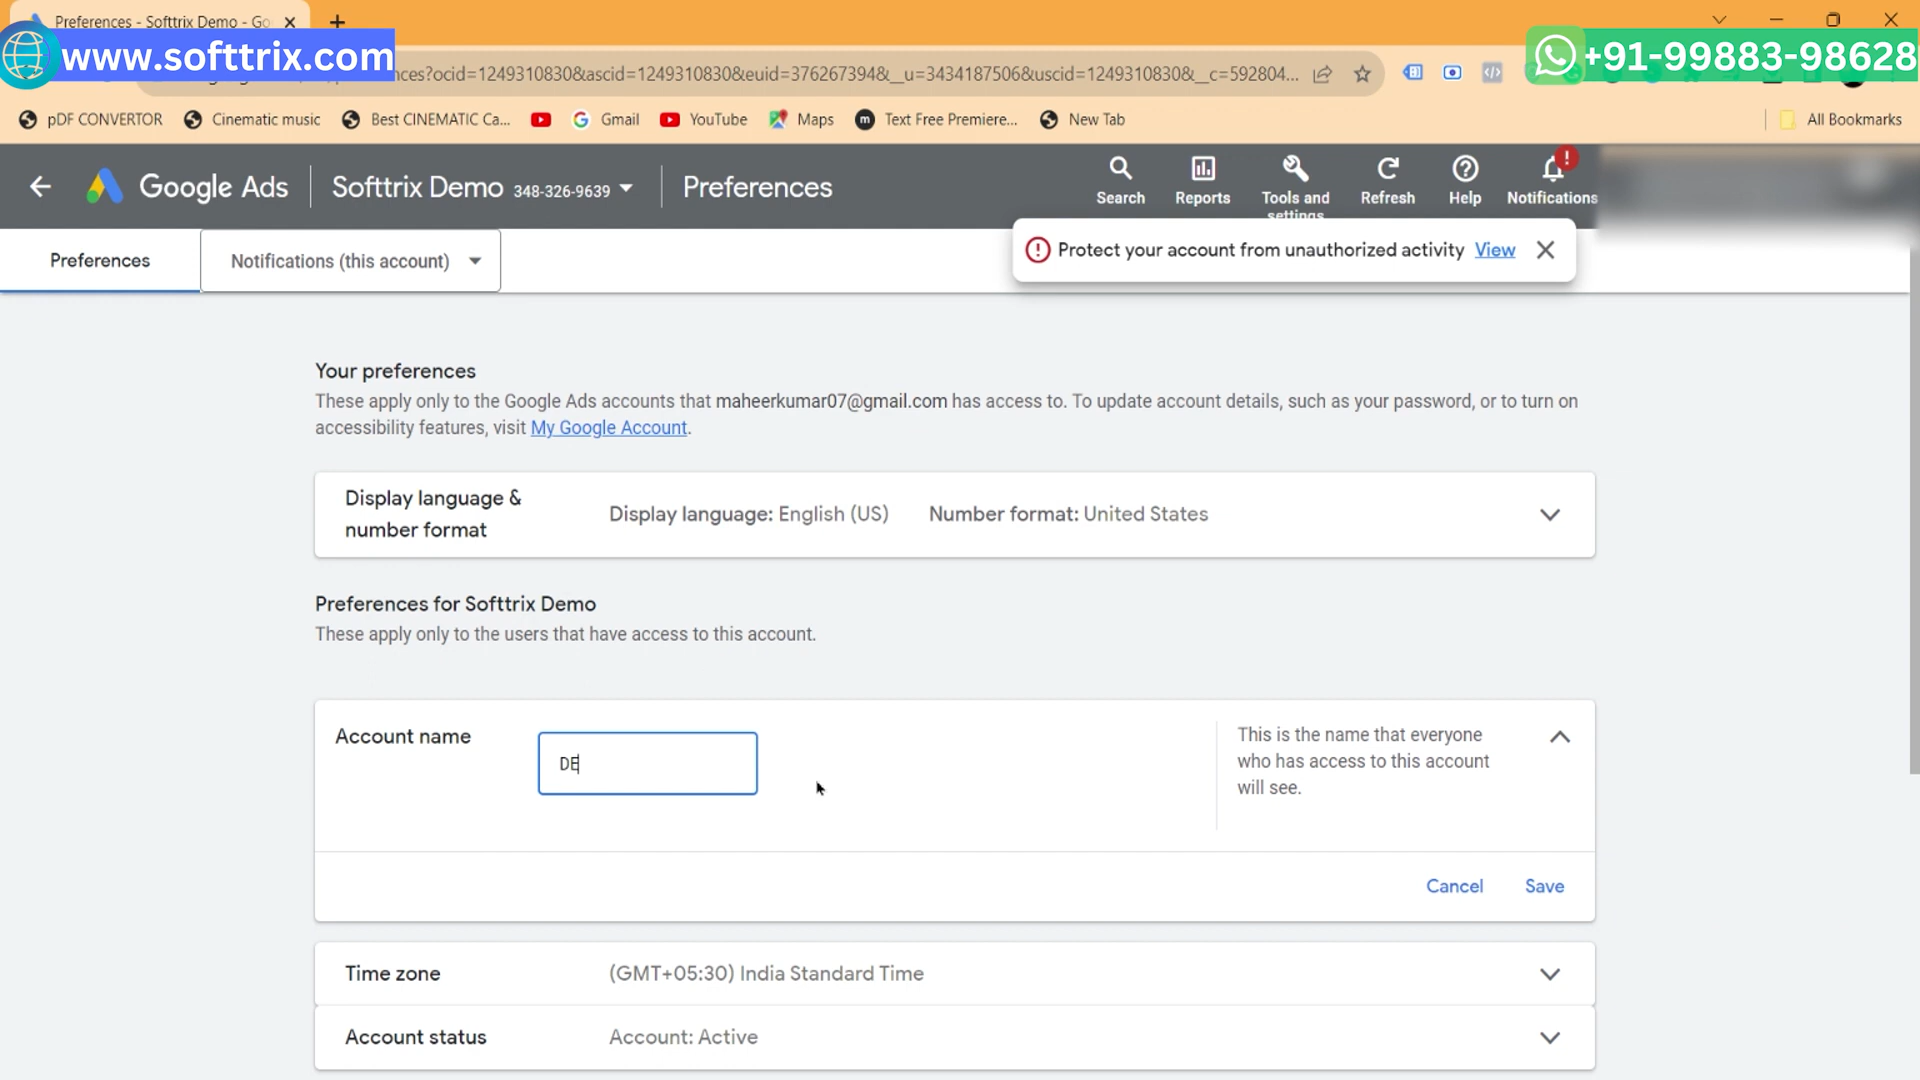 Preferences - Softtrix Demo - Go
www.softtrix.com
nces?ocid=1249310830&ascid=1249310830&euid=376267394&__u=3434187506&uscid=1249310830&__c=592804...
+91-99883-98628
pDF CONVERTOR
Cinematic music
Best CINEMATIC Ca...
Gmail
YouTube
Maps
Text Free Premiere...
New Tab
All Bookmarks
Google Ads
Softtrix Demo 348-326-9639
Preferences
Search
Reports
Tools and settings
Refresh
Help
Notifications
Preferences
Notifications (this account)
Protect your account from unauthorized activity View
Your preferences
These apply only to the Google Ads accounts that maheerkumar07@gmail.com has access to. To update account details, such as your password, or to turn on
accessibility features, visit My Google Account.
Display language &
number format
Display language: English (US)
Number format: United States
Preferences for Softtrix Demo
These apply only to the users that have access to this account.
Account name
DE
This is the name that everyone
who has access to this account
will see.
Cancel
Save
Time zone
(GMT+05:30) India Standard Time
Account status
Account: Active